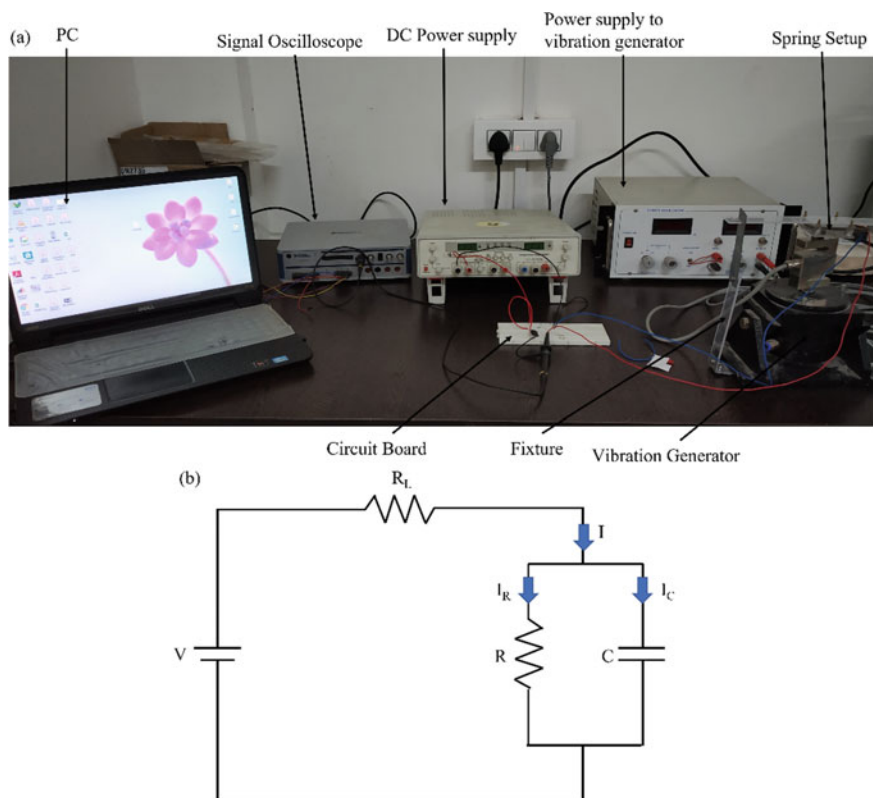 (a)
PC
Signal Oscilloscope
DC Power supply
Power supply to
vibration generator
Spring Setup
DELL
Circuit Board
Fixture
Vibration Generator
(b)
R_L
I
I_R
I_C
V
R
C